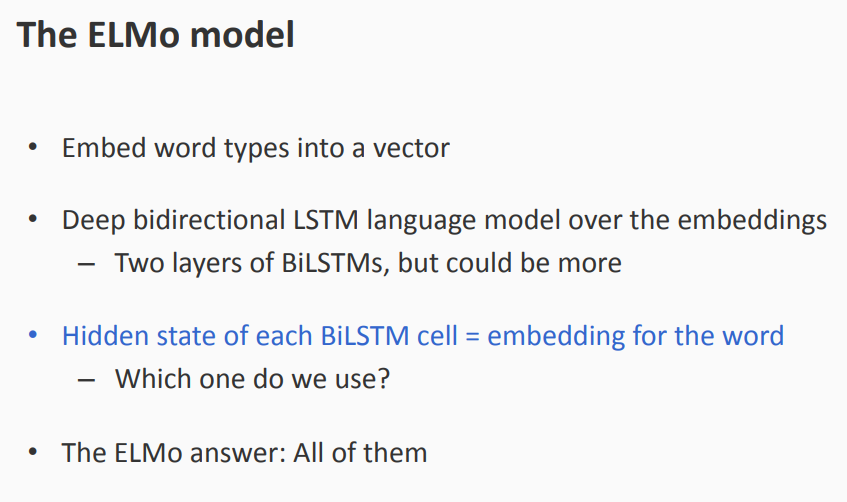 The ELMo model
• Embed word types into a vector
• Deep bidirectional LSTM language model over the embeddings
– Two layers of BiLSTMs, but could be more
• Hidden state of each BiLSTM cell = embedding for the word
– Which one do we use?
• The ELMo answer: All of them